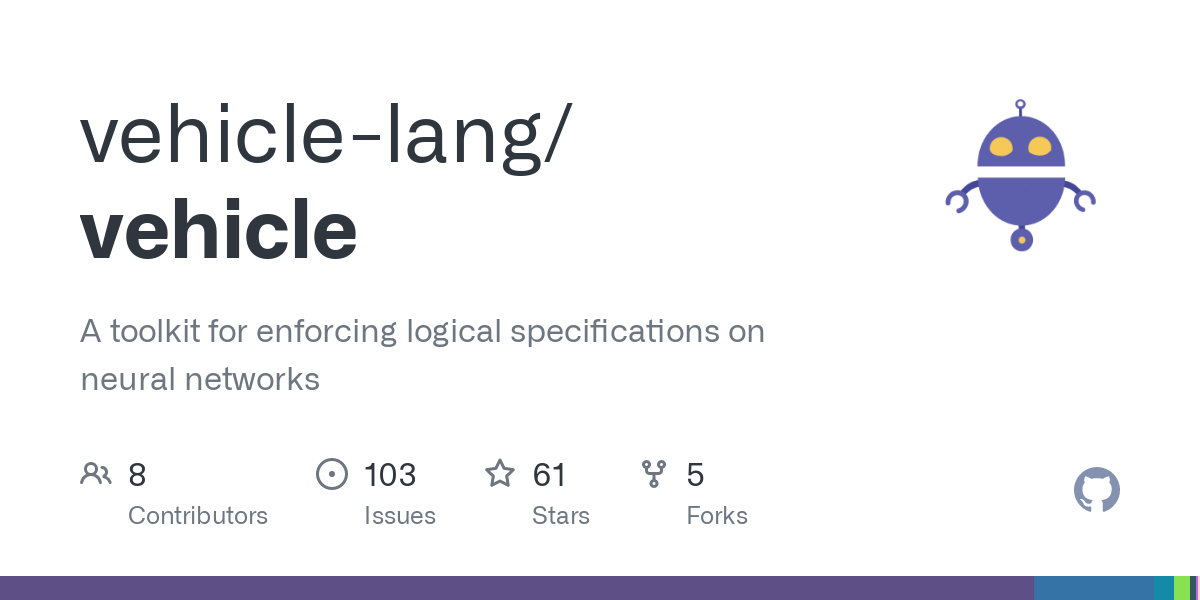 vehicle-lang/
vehicle
A toolkit for enforcing logical specifications on
neural networks
8 103 61 5
Contributors Issues Stars Forks